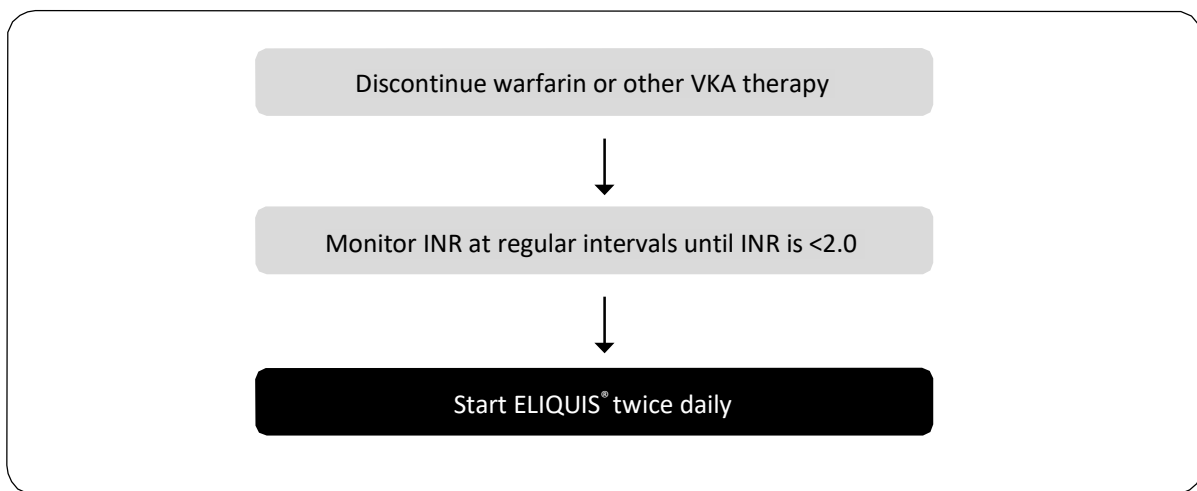 Discontinue warfarin or other VKA therapy
Monitor INR at regular intervals until INR is <2.0
Start ELIQUIS® twice daily